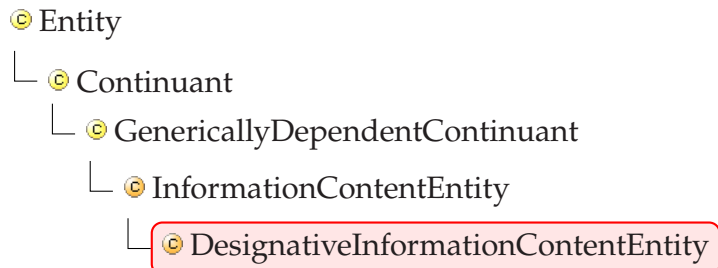 Entity
Continuant
GenericallyDependentContinuant
InformationContentEntity
DesignativeInformationContentEntity